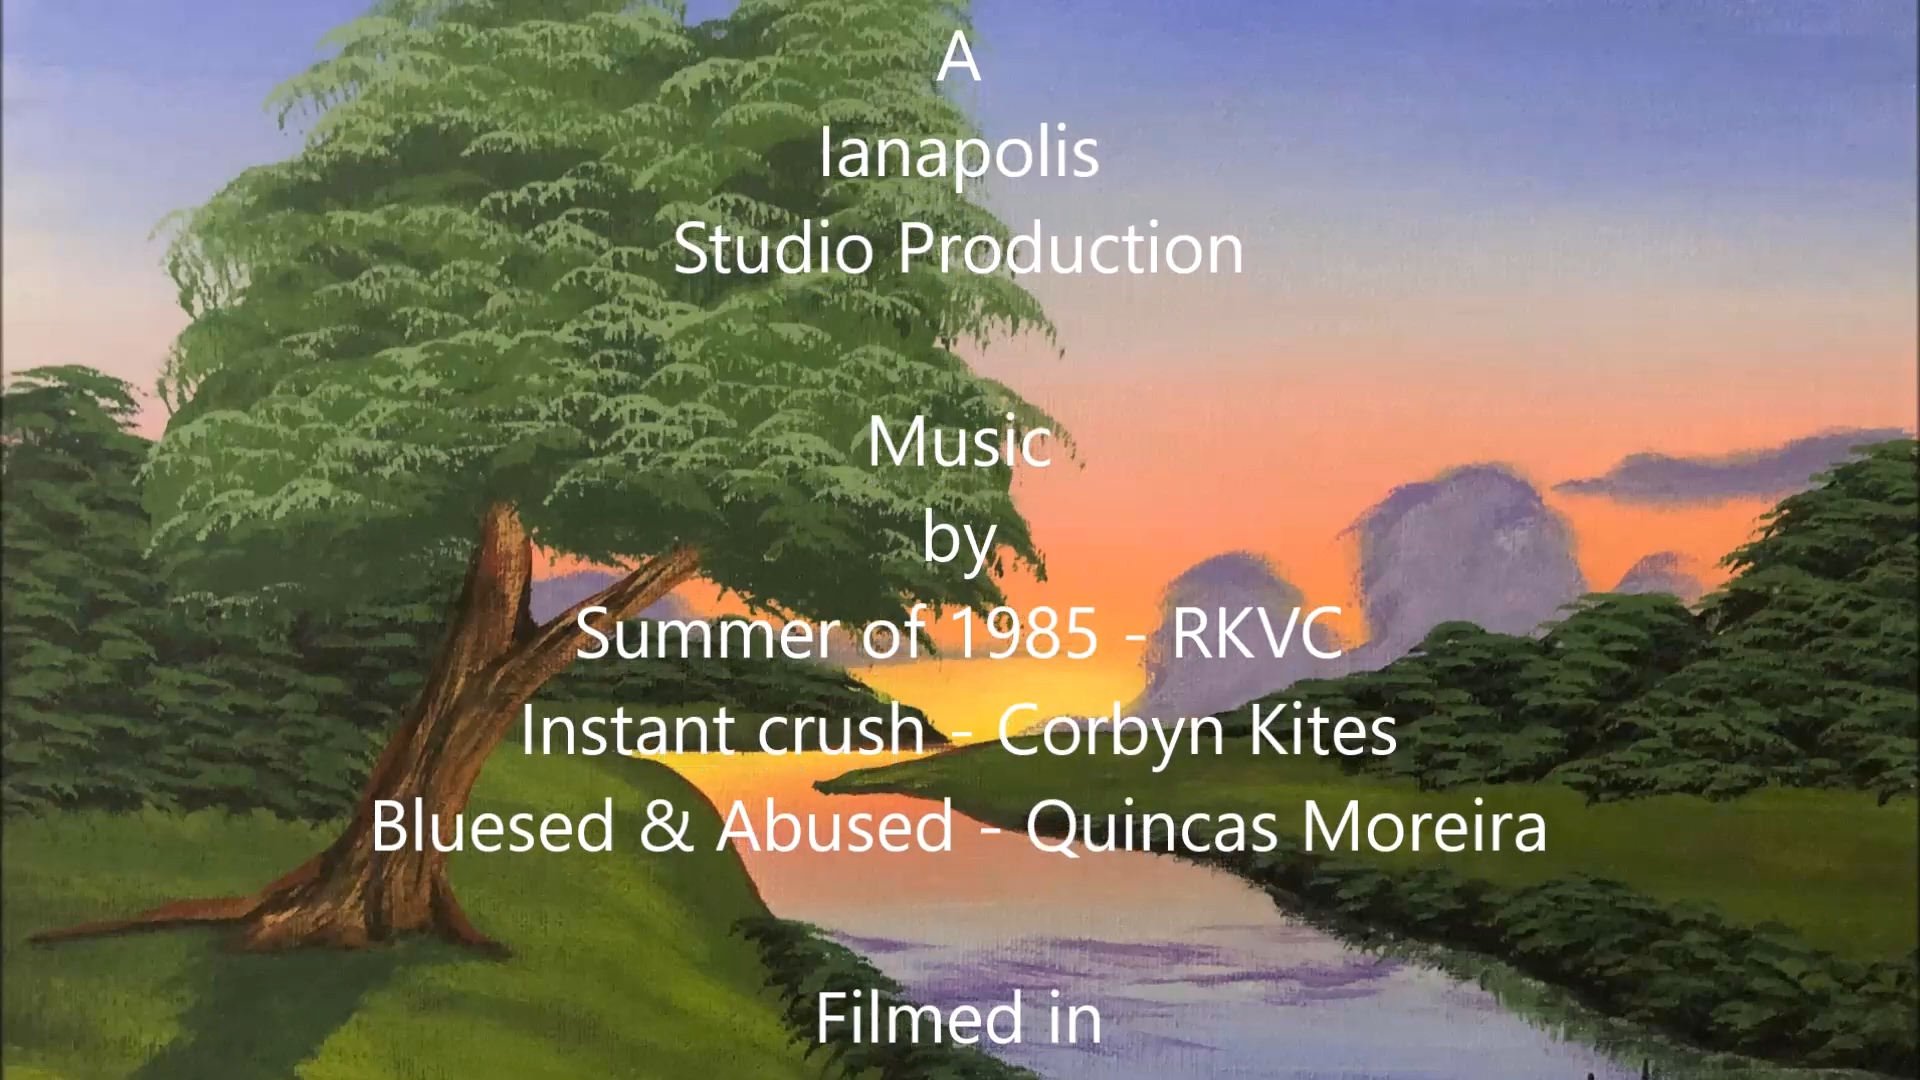 A
Ianapolis
Studio Production
Music
by
Summer of 1985 - RKVC
Instant crush - Corbyn Kites
Bluesed & Abused - Quincas Moreira
Filmed in